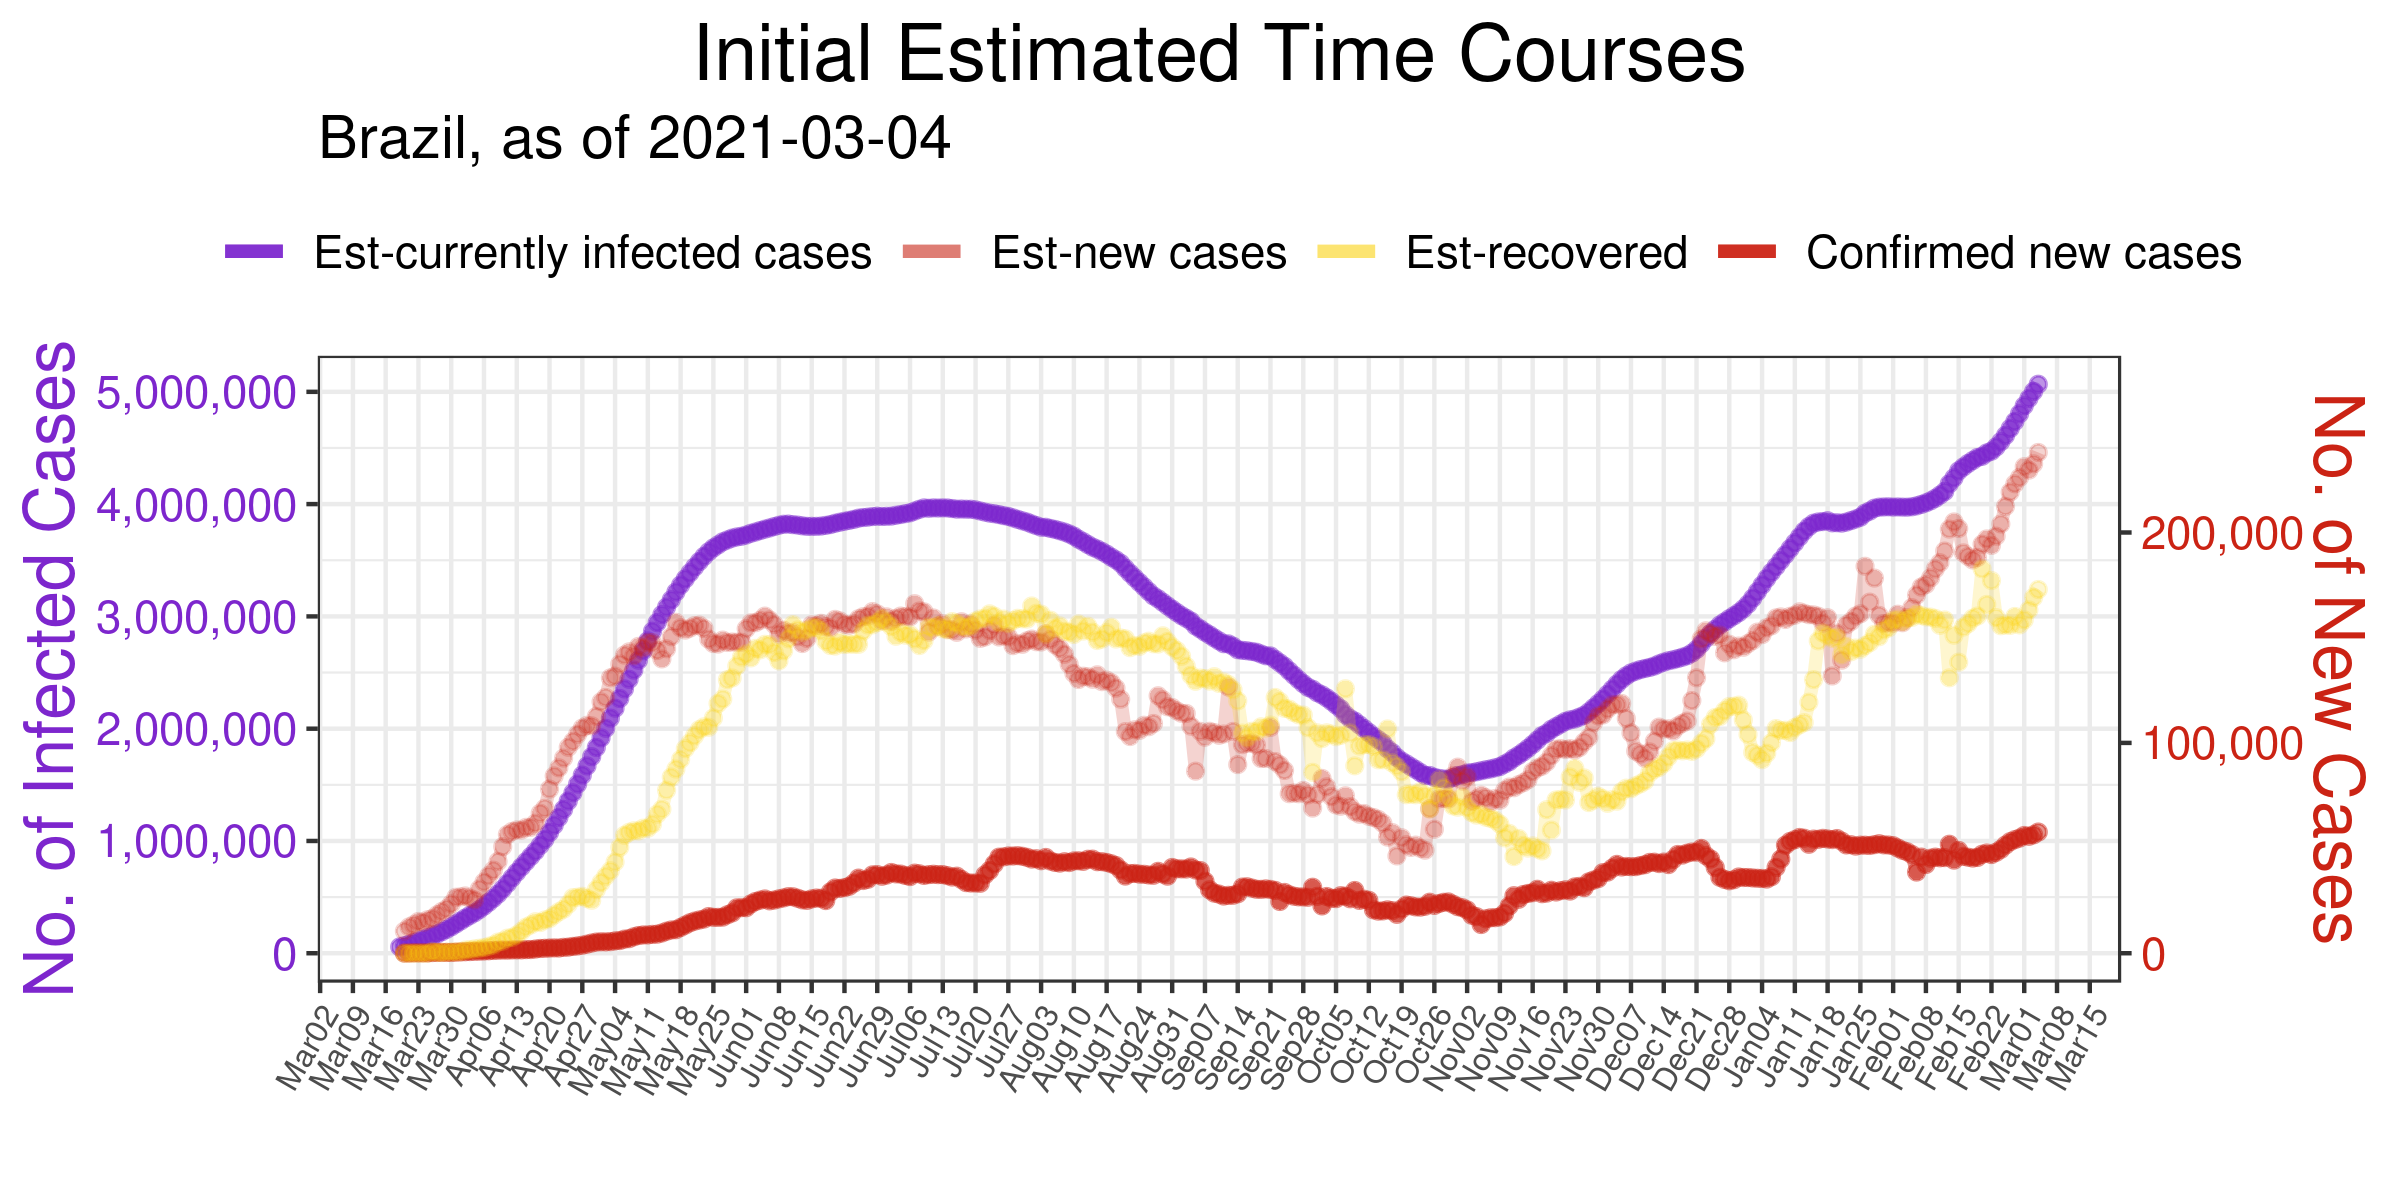 Initial Estimated Time Courses
Brazil, as of 2021-03-04
Est-currently infected cases Est-new cases Est-recovered Confirmed new cases
No. of Infected Cases
5,000,000
4,000,000
3,000,000
2,000,000
1,000,000
0
No. of New Cases
200,000
100,000
0
Mar02 Mar09 Mar16 Mar23 Mar30 Apr06 Apr13 Apr20 Apr27 May04 May11 May18 May25 Jun01 Jun08 Jun15 Jun22 Jun29 Jul06 Jul13 Jul20 Jul27 Aug03 Aug10 Aug17 Aug24 Aug31 Sep07 Sep14 Sep21 Sep28 Oct05 Oct12 Oct19 Oct26 Nov02 Nov09 Nov16 Nov23 Nov30 Dec07 Dec14 Dec21 Dec28 Jan04 Jan11 Jan18 Jan25 Feb01 Feb08 Feb15 Feb22 Mar01 Mar08 Mar15